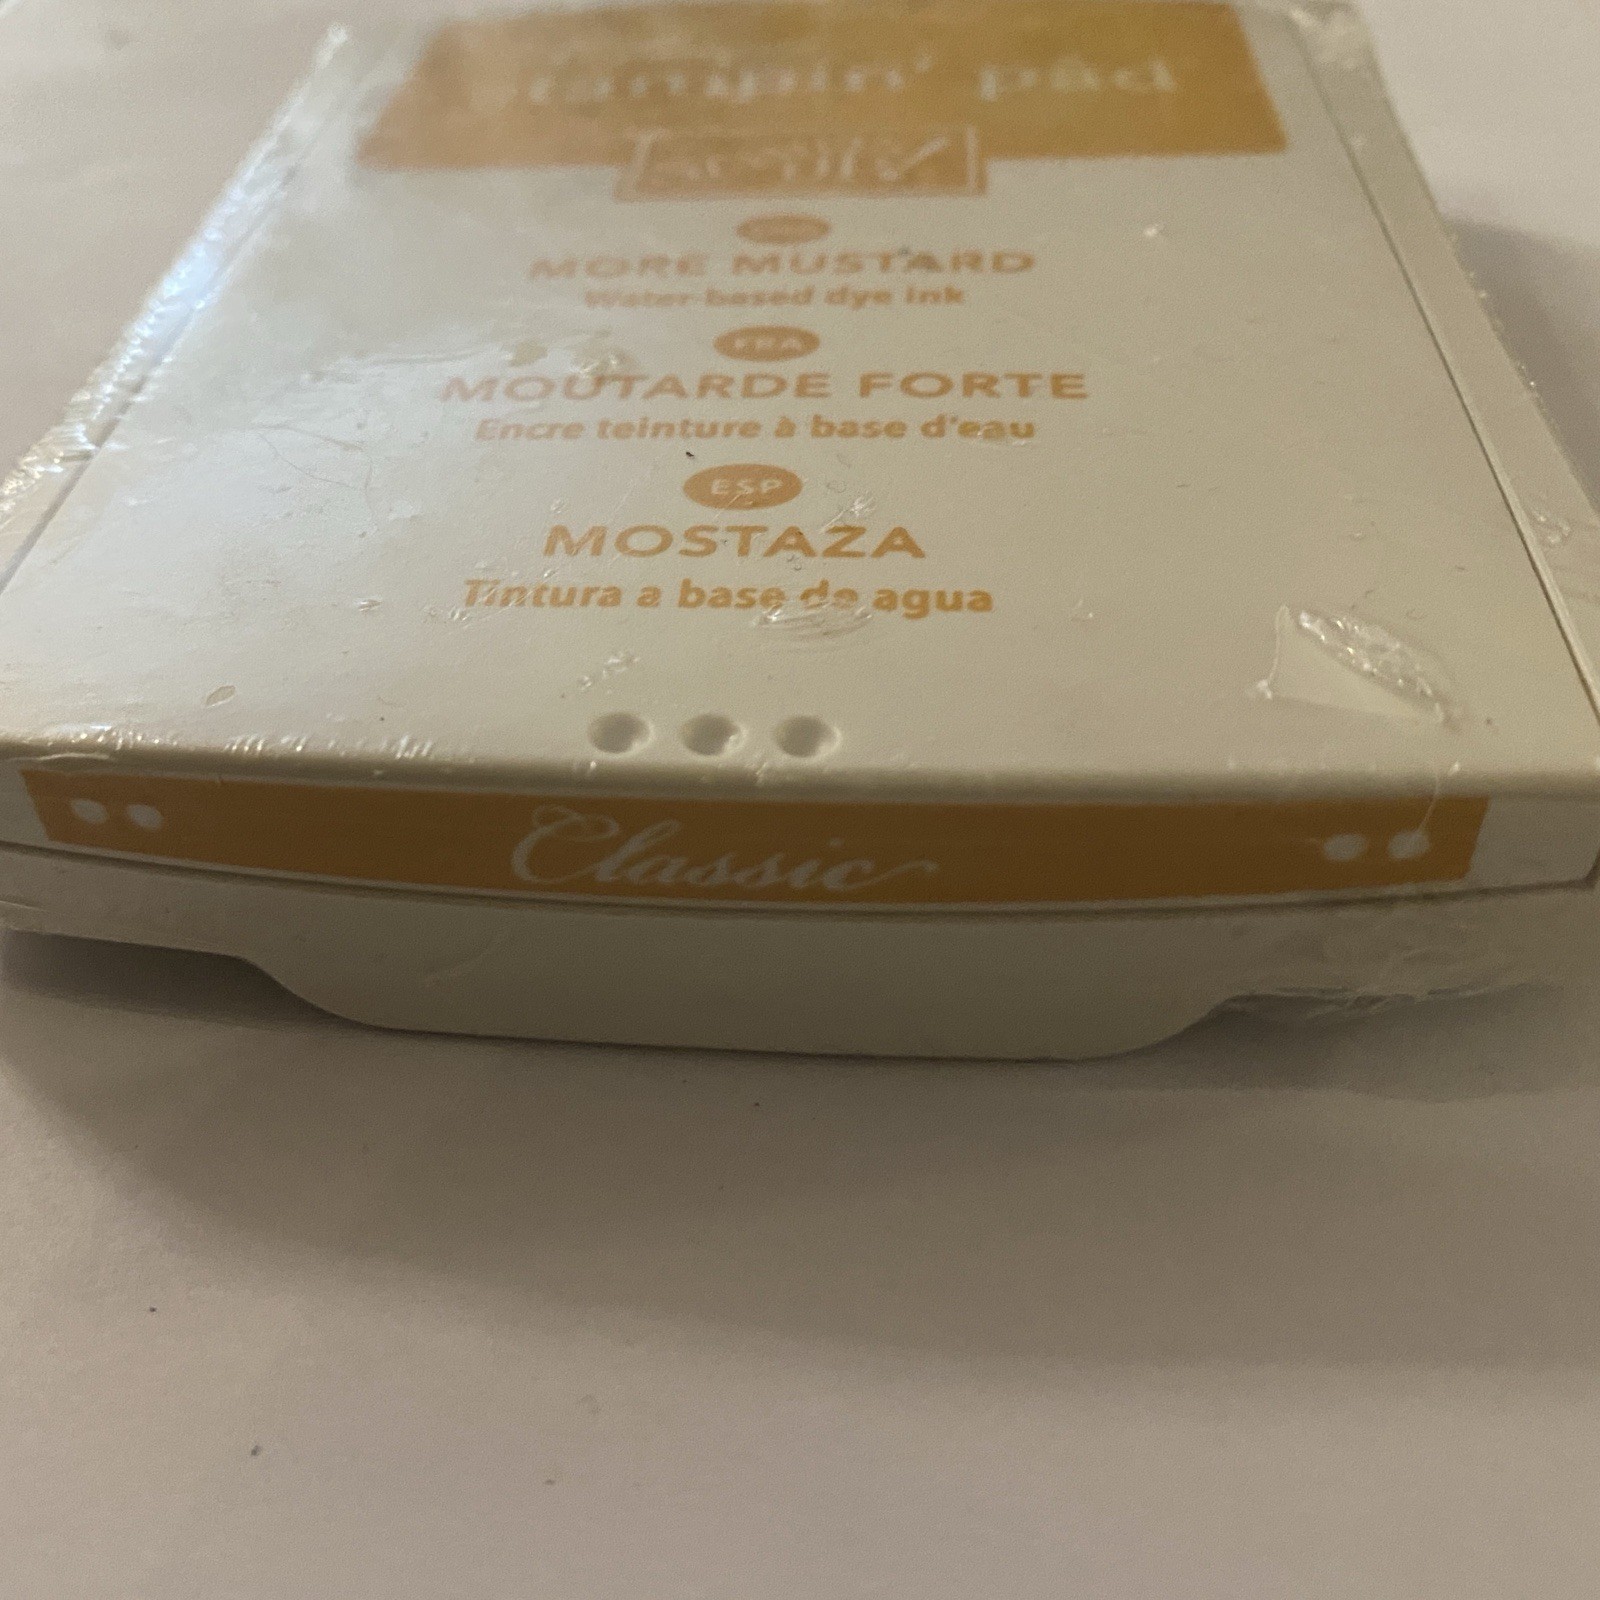 pad
MORE MUSTARD
Water-based dye ink
FRA
MOUTARDE FORTE
Encre teinture à base d'eau
ESP
MOSTAZA
Tintura a base de agua
Classic